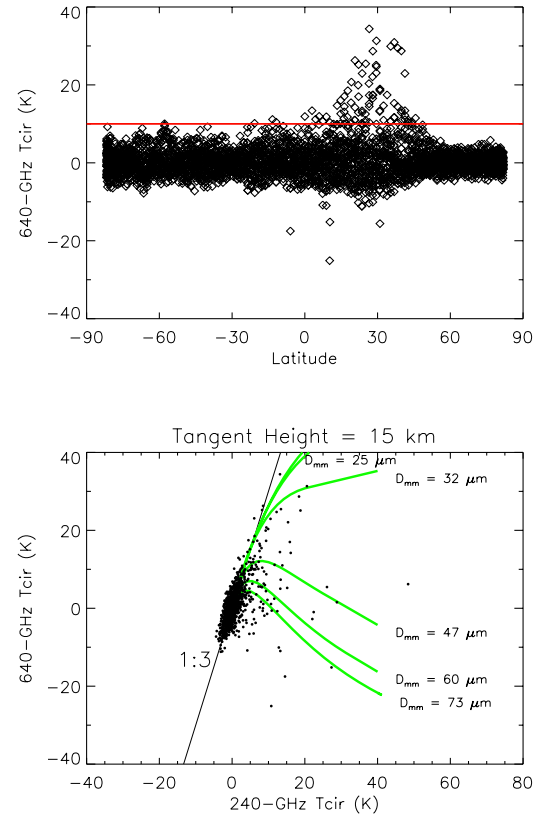 40
20
0
−20
−40
640−GHz Tcir (K)
−90 −60 −30 0 30 60 90
Latitude
Tangent Height = 15 km
40
20
0
−20
−40
640−GHz Tcir (K)
Dmm = 25 μm
Dmm = 32 μm
Dmm = 47 μm
1:3
Dmm = 60 μm
Dmm = 73 μm
−40 −20 0 20 40 60 80
240−GHz Tcir (K)